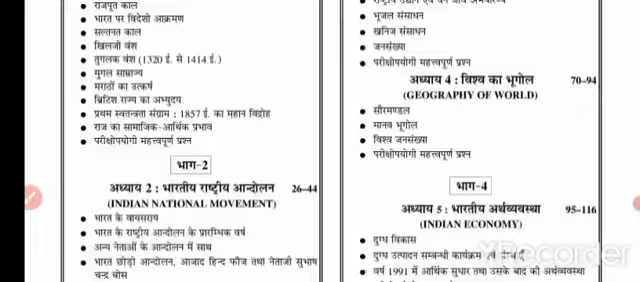 राजपूत काल
भारत पर विदेशी आक्रमण
सल्तनत काल
खिलजी वंश
तुगलक वंश (1320 ई. से 1414 ई.)
मुगल साम्राज्य
मराठों का उत्कर्ष
ब्रिटिश राज्य का अभ्युदय
प्रथम स्वतन्त्रता संग्राम : 1857 ई. का महान विद्रोह
राज का सामाजिक-आर्थिक प्रभाव
परीक्षोपयोगी महत्त्वपूर्ण प्रश्न
भाग-2
अध्याय 2 : भारतीय राष्ट्रीय आन्दोलन 26-44
(INDIAN NATIONAL MOVEMENT)
भारत के वायसराय
भारत के राष्ट्रीय आन्दोलन के प्रारम्भिक वर्ष
अन्य नेताओं के आन्दोलन में साथ
भारत छोड़ो आन्दोलन, आजाद हिन्द फौज तथा नेताजी सुभाष
चन्द्र बोस
भूजल संसाधन
खनिज संसाधन
जनसंख्या
परीक्षोपयोगी महत्त्वपूर्ण प्रश्न
अध्याय 4 : विश्व का भूगोल 70-94
(GEOGRAPHY OF WORLD)
सौरमण्डल
मानव भूगोल
विश्व जनसंख्या
परीक्षोपयोगी महत्त्वपूर्ण प्रश्न
भाग-4
अध्याय 5 : भारतीय अर्थव्यवस्था 95-116
(INDIAN ECONOMY)
दुग्ध विकास
दुग्ध उत्पादन सम्बन्धी कार्यक्रम
वर्ष 1991 में आर्थिक सुधार तथा उसके बाद की अर्थव्यवस्था
XRecorder